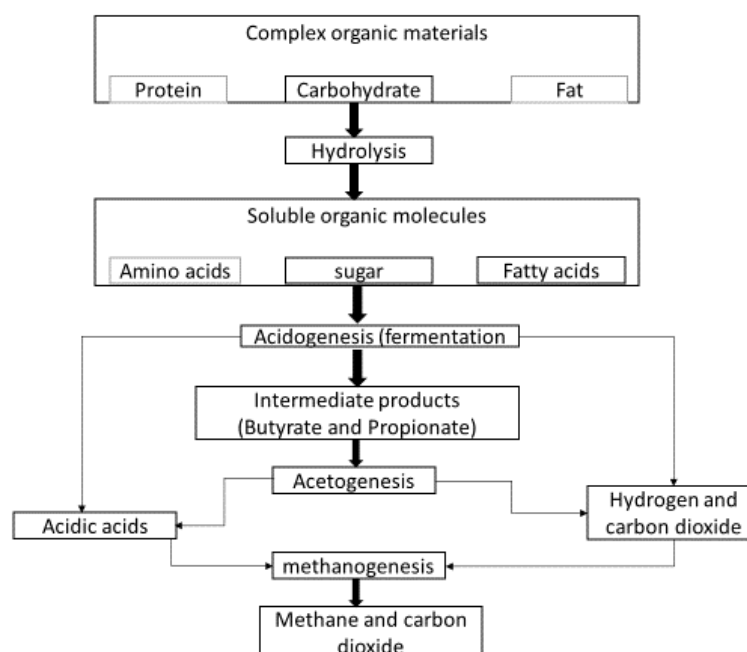 Complex organic materials
Protein
Carbohydrate
Fat
Hydrolysis
Soluble organic molecules
Amino acids
sugar
Fatty acids
Acidogenesis (fermentation
Intermediate products
(Butyrate and Propionate)
Acetogenesis
Acidic acids
Hydrogen and
carbon dioxide
methanogenesis
Methane and carbon
dioxide